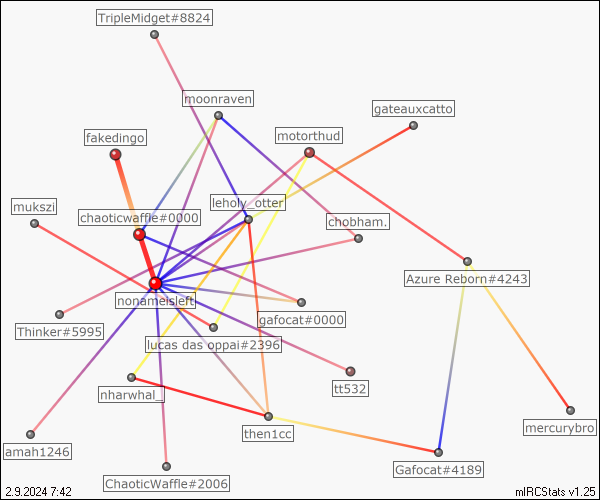 TripleMidget#8824
moonraven
gateauxcatto
fakedingo
motorthud
mukszi
leholy_otter
chaoticwaffle#0000
chobham.
Azure Reborn#4243
nonameisleft
gafocat#0000
Thinker#5995
lucas das oppai#2396
tt532
nharwhal_
mercurybro
then1cc
amah1246
Gafocat#4189
ChaoticWaffle#2006
2.9.2024 7:42
mIRCStats v1.25